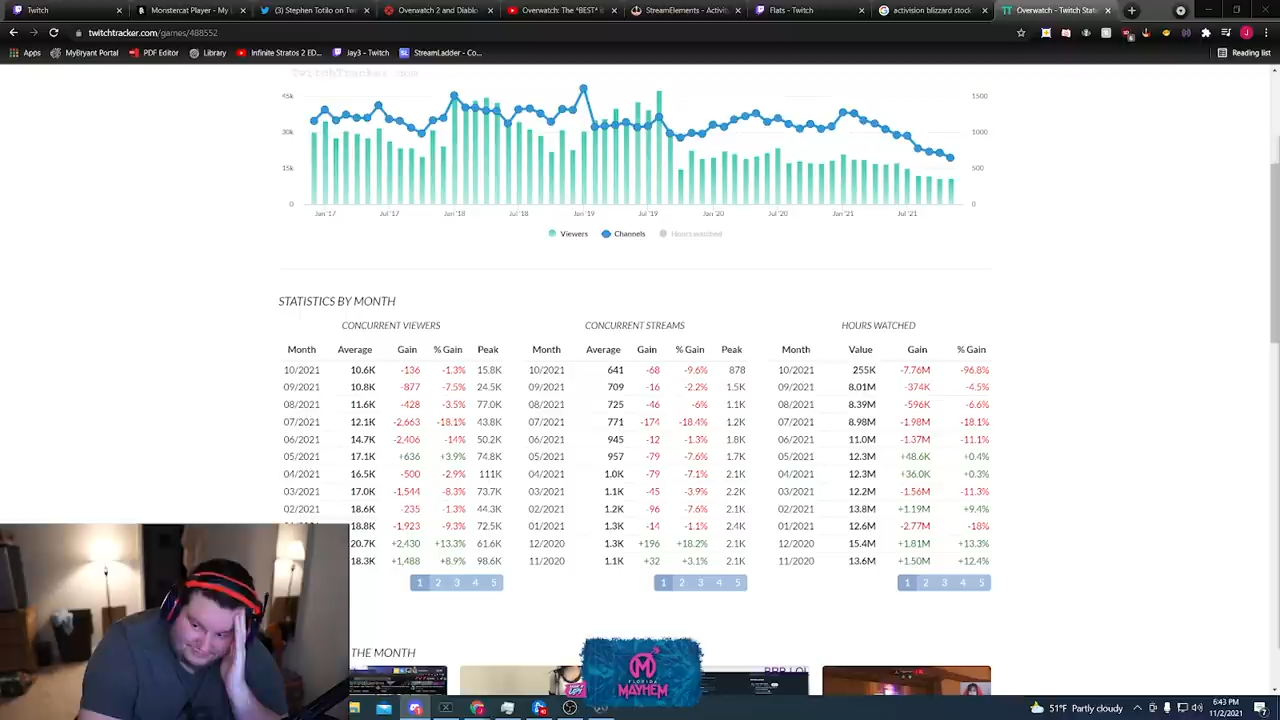 Twitch
Monstercat Player - My L
(3) Stephen Totilo on Tw
Overwatch 2 and Diablo
Overwatch: The *BEST*
StreamElements - Activit
Flats - Twitch
activision blizzard stock
Overwatch - Twitch State
twitchtracker.com/games/488552
Apps
MyBryant Portal
PDF Editor
Library
Infinite Stratos 2 ED...
Jay3 - Twitch
StreamLadder - Co...
Reading list
TwitchTracker.com
45k 1500
30k 1000
15k 500
0 0
Jan '17 Jul '17 Jan '18 Jul '18 Jan '19 Jul '19 Jan '20 Jul '20 Jan '21 Jul '21
Viewers Channels Hours watched
STATISTICS BY MONTH
CONCURRENT VIEWERS CONCURRENT STREAMS HOURS WATCHED
Month Average Gain % Gain Peak Month Average Gain % Gain Peak Month Value Gain % Gain
10/2021 10.6K -136 -1.3% 15.8K 10/2021 641 -68 -9.6% 878 10/2021 255K -7.76M -96.8%
09/2021 10.8K -877 -7.5% 24.5K 09/2021 709 -16 -2.2% 1.5K 09/2021 8.01M -374K -4.5%
08/2021 11.6K -428 -3.5% 77.0K 08/2021 725 -46 -6% 1.1K 08/2021 8.39M -596K -6.6%
07/2021 12.1K -2,663 -18.1% 43.8K 07/2021 771 -174 -18.4% 1.2K 07/2021 8.98M -1.98M -18.1%
06/2021 14.7K -2,406 -14% 50.2K 06/2021 945 -12 -1.3% 1.8K 06/2021 11.0M -1.37M -11.1%
05/2021 17.1K +636 +3.9% 74.8K 05/2021 957 -79 -7.6% 1.7K 05/2021 12.3M +48.6K +0.4%
04/2021 16.5K -500 -2.9% 111K 04/2021 1.0K -79 -7.1% 2.1K 04/2021 12.3M +36.0K +0.3%
03/2021 17.0K -1,544 -8.3% 73.7K 03/2021 1.1K -45 -3.9% 2.2K 03/2021 12.2M -1.56M -11.3%
02/2021 18.6K -235 -1.3% 44.3K 02/2021 1.2K -96 -7.6% 2.1K 02/2021 13.8M +1.19M +9.4%
18.8K -1,923 -9.3% 72.5K 01/2021 1.3K -14 -1.1% 2.4K 01/2021 12.6M -2.77M -18%
20.7K +2,430 +13.3% 61.6K 12/2020 1.3K +196 +18.2% 2.1K 12/2020 15.4M +1.81M +13.3%
18.3K +1,488 +8.9% 98.6K 11/2020 1.1K +32 +3.1% 2.1K 11/2020 13.6M +1.50M +12.4%
1 2 3 4 5 1 2 3 4 5 1 2 3 4 5
THE MONTH
FLORIDA
MAYHEM
51°F Partly cloudy
6:43 PM
11/2/2021